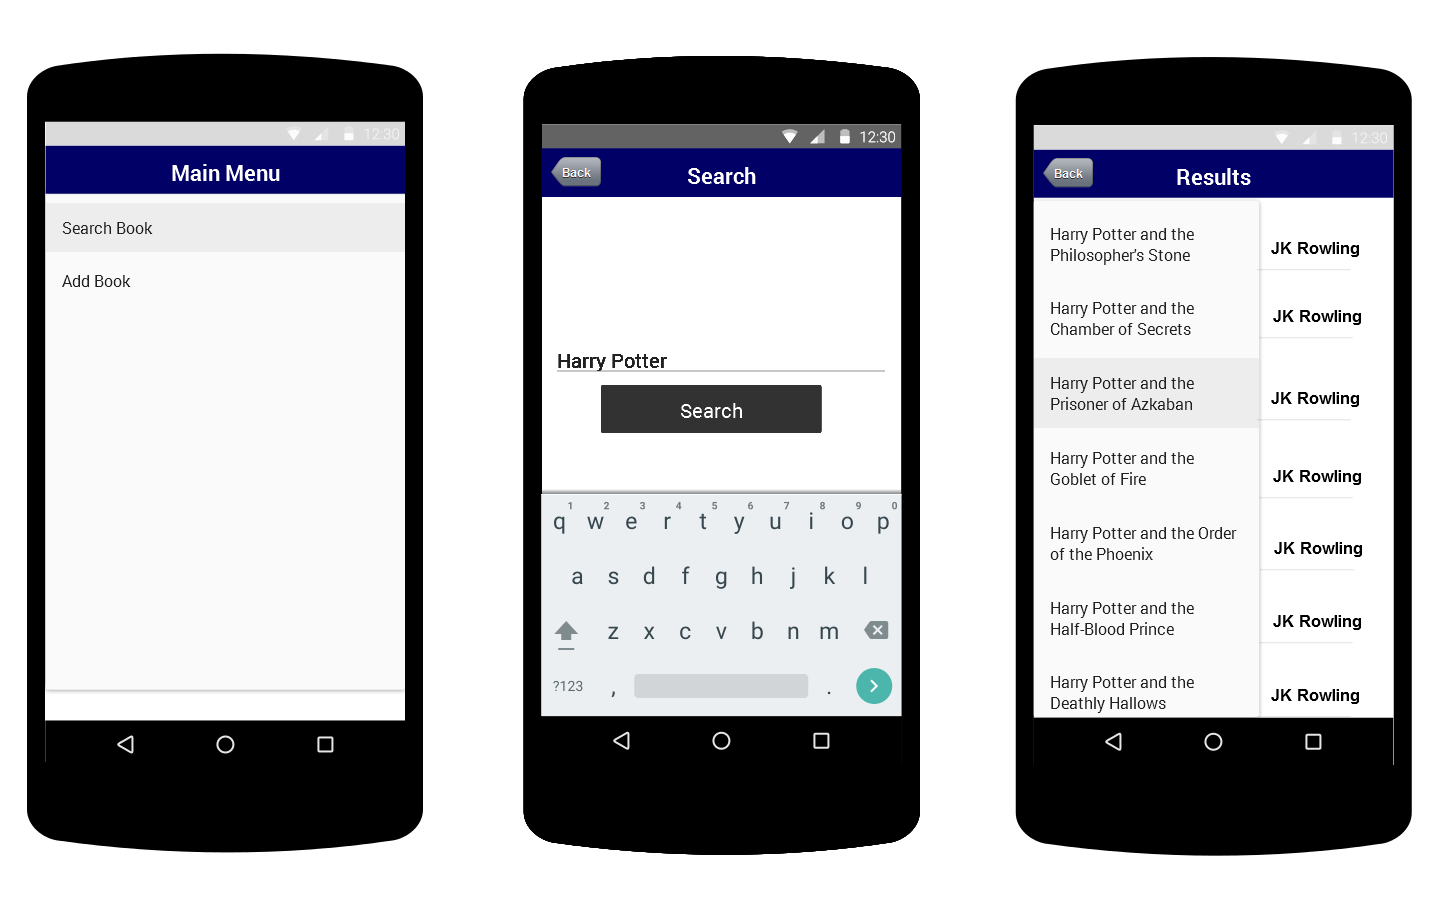 12:30
Main Menu
Search Book
Add Book
12:30
Back
Search
Harry Potter
Search
1 2 3 4 5 6 7 8 9 0
q w e r t y u i o p
a s d f g h j k l
z x c v b n m
?123 , .
12:30
Back
Results
Harry Potter and the
Philosopher's Stone
JK Rowling
Harry Potter and the
Chamber of Secrets
JK Rowling
Harry Potter and the
Prisoner of Azkaban
JK Rowling
Harry Potter and the
Goblet of Fire
JK Rowling
Harry Potter and the Order
of the Phoenix
JK Rowling
Harry Potter and the
Half-Blood Prince
JK Rowling
Harry Potter and the
Deathly Hallows
JK Rowling